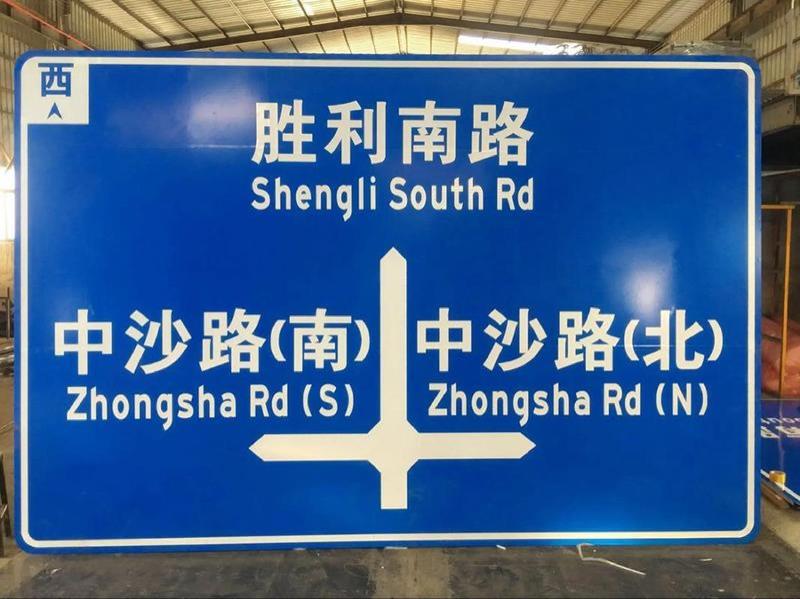 西
胜利南路
Shengli South Rd
中沙路(南)
Zhongsha Rd (S)
中沙路(北)
Zhongsha Rd (N)